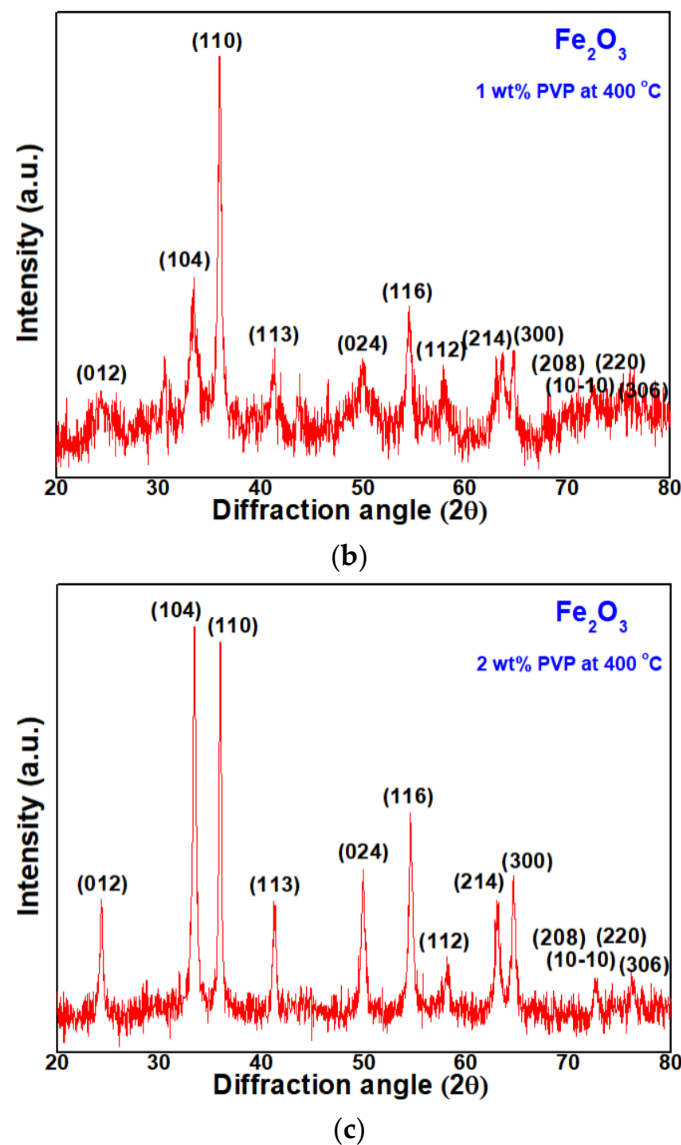 (110)
Fe₂O₃
1 wt% PVP at 400 °C
(104)
(116)
(113)
(024)
(112)
(214)
(300)
(012)
(208)
(220)
(10-10)
(306)
Intensity (a.u.)
20 30 40 50 60 70 80
Diffraction angle (2θ)
(b)
(104)
(110)
Fe₂O₃
2 wt% PVP at 400 °C
(116)
(012)
(113)
(024)
(112)
(214)
(300)
(208)
(220)
(10-10)
(306)
Intensity (a.u.)
20 30 40 50 60 70 80
Diffraction angle (2θ)
(c)